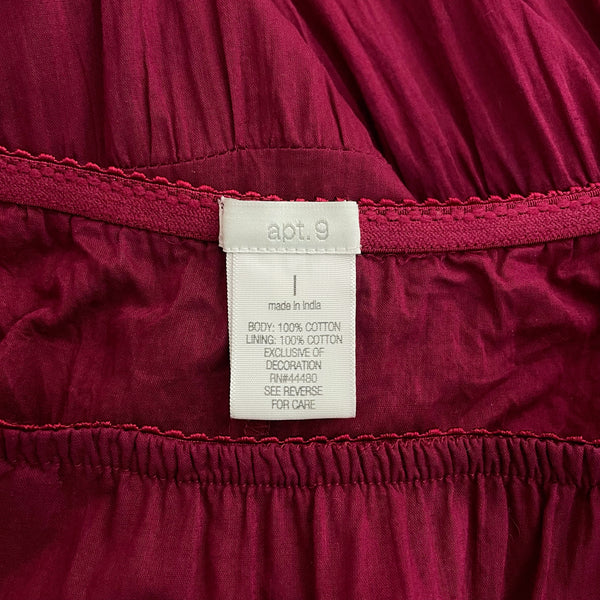 apt. 9
l
made in India
BODY: 100% COTTON
LINING: 100% COTTON
EXCLUSIVE OF
DECORATION
RN#44480
SEE REVERSE
FOR CARE